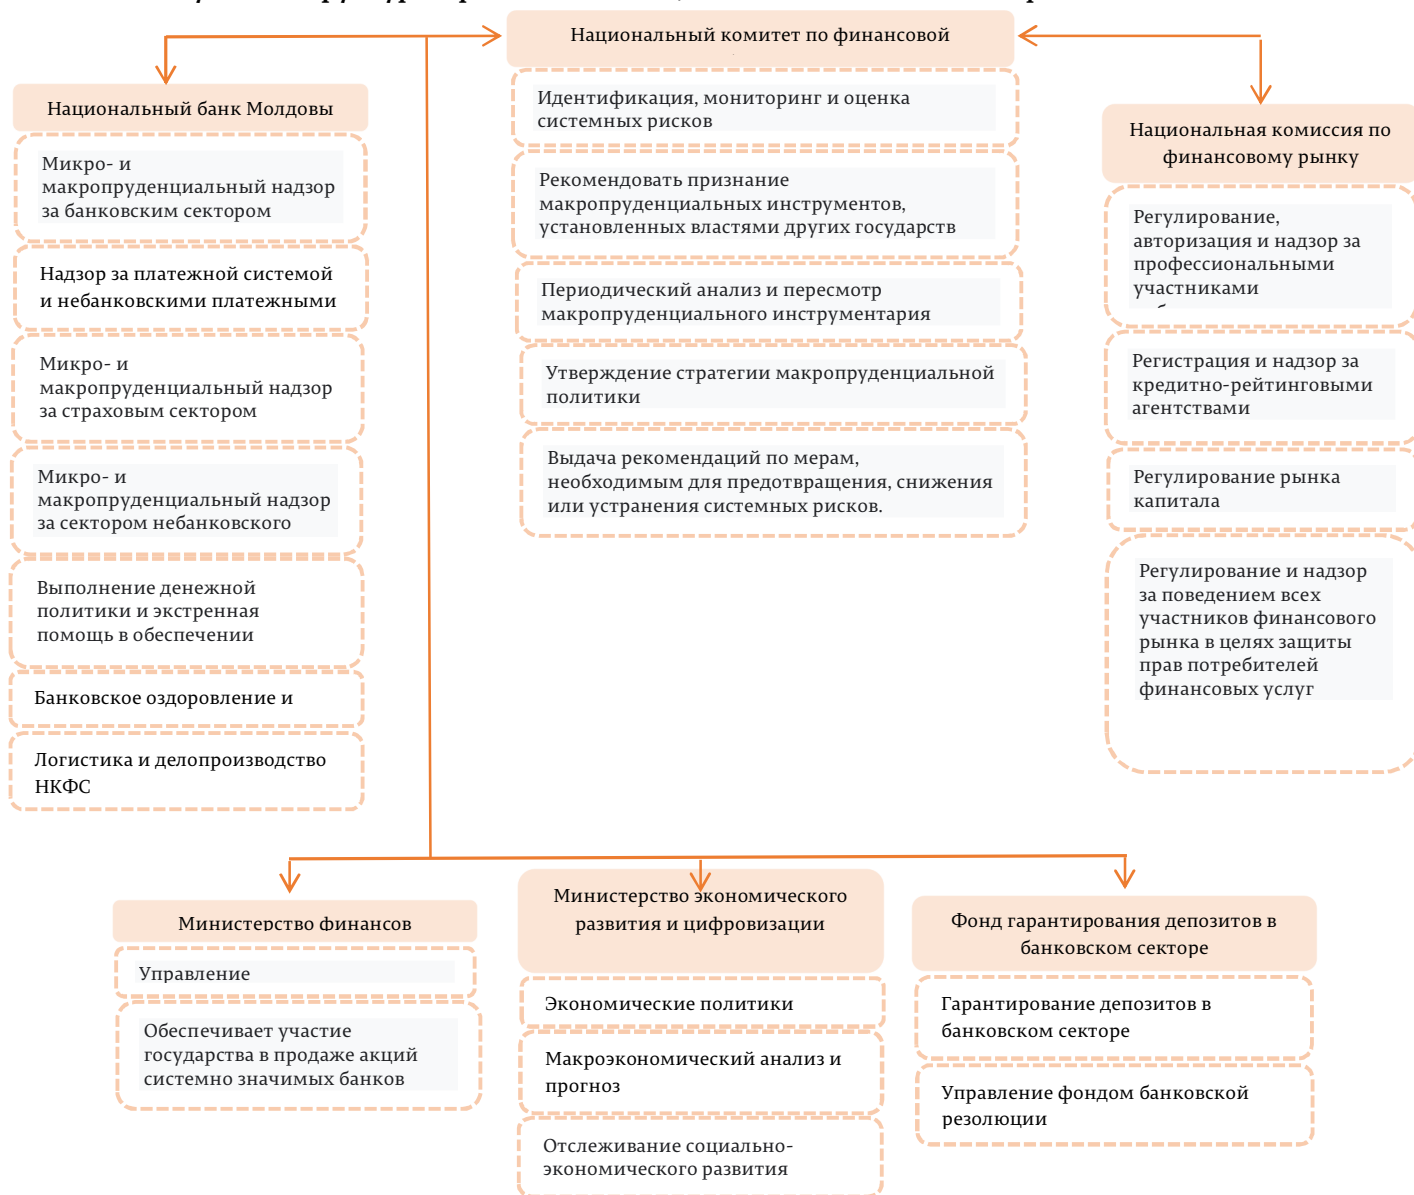 Национальный комитет по финансовой
Национальный банк Молдовы
Микро- и
макропруденциальный надзор
за банковским сектором
Надзор за платежной системой
и небанковскими платежными
Микро- и
макропруденциальный надзор
за страховым сектором
Микро- и
макропруденциальный надзор
за сектором небанковского
Выполнение денежной
политики и экстренная
помощь в обеспечении
Банковское оздоровление и
Логистика и делопроизводство
НКФС
Идентификация, мониторинг и оценка
системных рисков
Рекомендовать признание
макропруденциальных инструментов,
установленных властями других государств
Периодический анализ и пересмотр
макропруденциального инструментария
Утверждение стратегии макропруденциальной
политики
Выдача рекомендаций по мерам,
необходимым для предотвращения, снижения
или устранения системных рисков.
Национальная комиссия по
финансовому рынку
Регулирование,
авторизация и надзор за
профессиональными
участниками
Регистрация и надзор за
кредитно-рейтинговыми
агентствами
Регулирование рынка
капитала
Регулирование и надзор
за поведением всех
участников финансового
рынка в целях защиты
прав потребителей
финансовых услуг
Министерство финансов
Управление
Обеспечивает участие
государства в продаже акций
системно значимых банков
Министерство экономического
развития и цифровизации
Экономические политики
Макроэкономический анализ и
прогноз
Отслеживание социально-
экономического развития
Фонд гарантирования депозитов в
банковском секторе
Гарантирование депозитов в
банковском секторе
Управление фондом банковской
резолюции